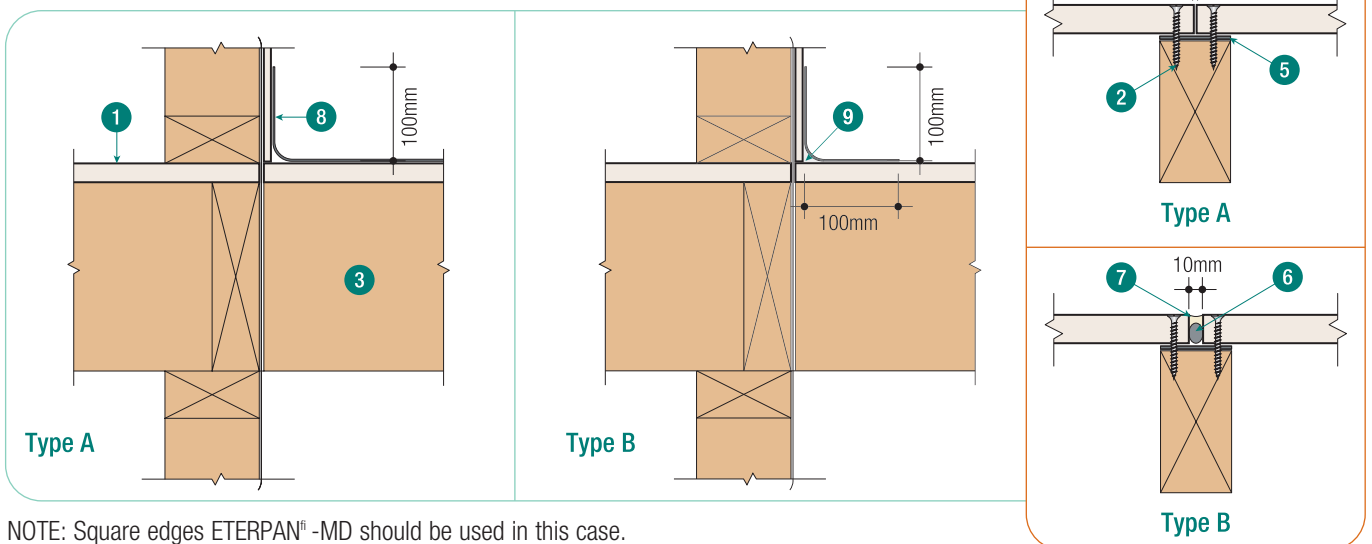 1
8
100mm
3
Type A
9
100mm
100mm
Type B
2
5
Type A
10mm
7
6
Type B
NOTE: Square edges ETERPANfi -MD should be used in this case.